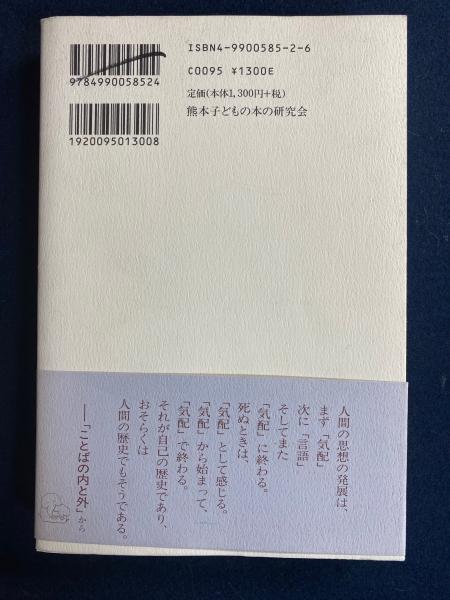 ISBN4-9900585-2-6
C0095 ¥1300E
定価(本体1,300円+税)
熊本子どもの本の研究会
9784990058524
1920095013008
人間の思想の発展は、
まず「気配」
次に「言語」
そしてまた
「気配」に終わる。
死ぬときは、
「気配」として感じる。
「気配」から始まって、
「気配」で終わる。
それが自己の歴史であり、
おそらくは
人間の歴史でもそうである。
──「ことばの内と外」から